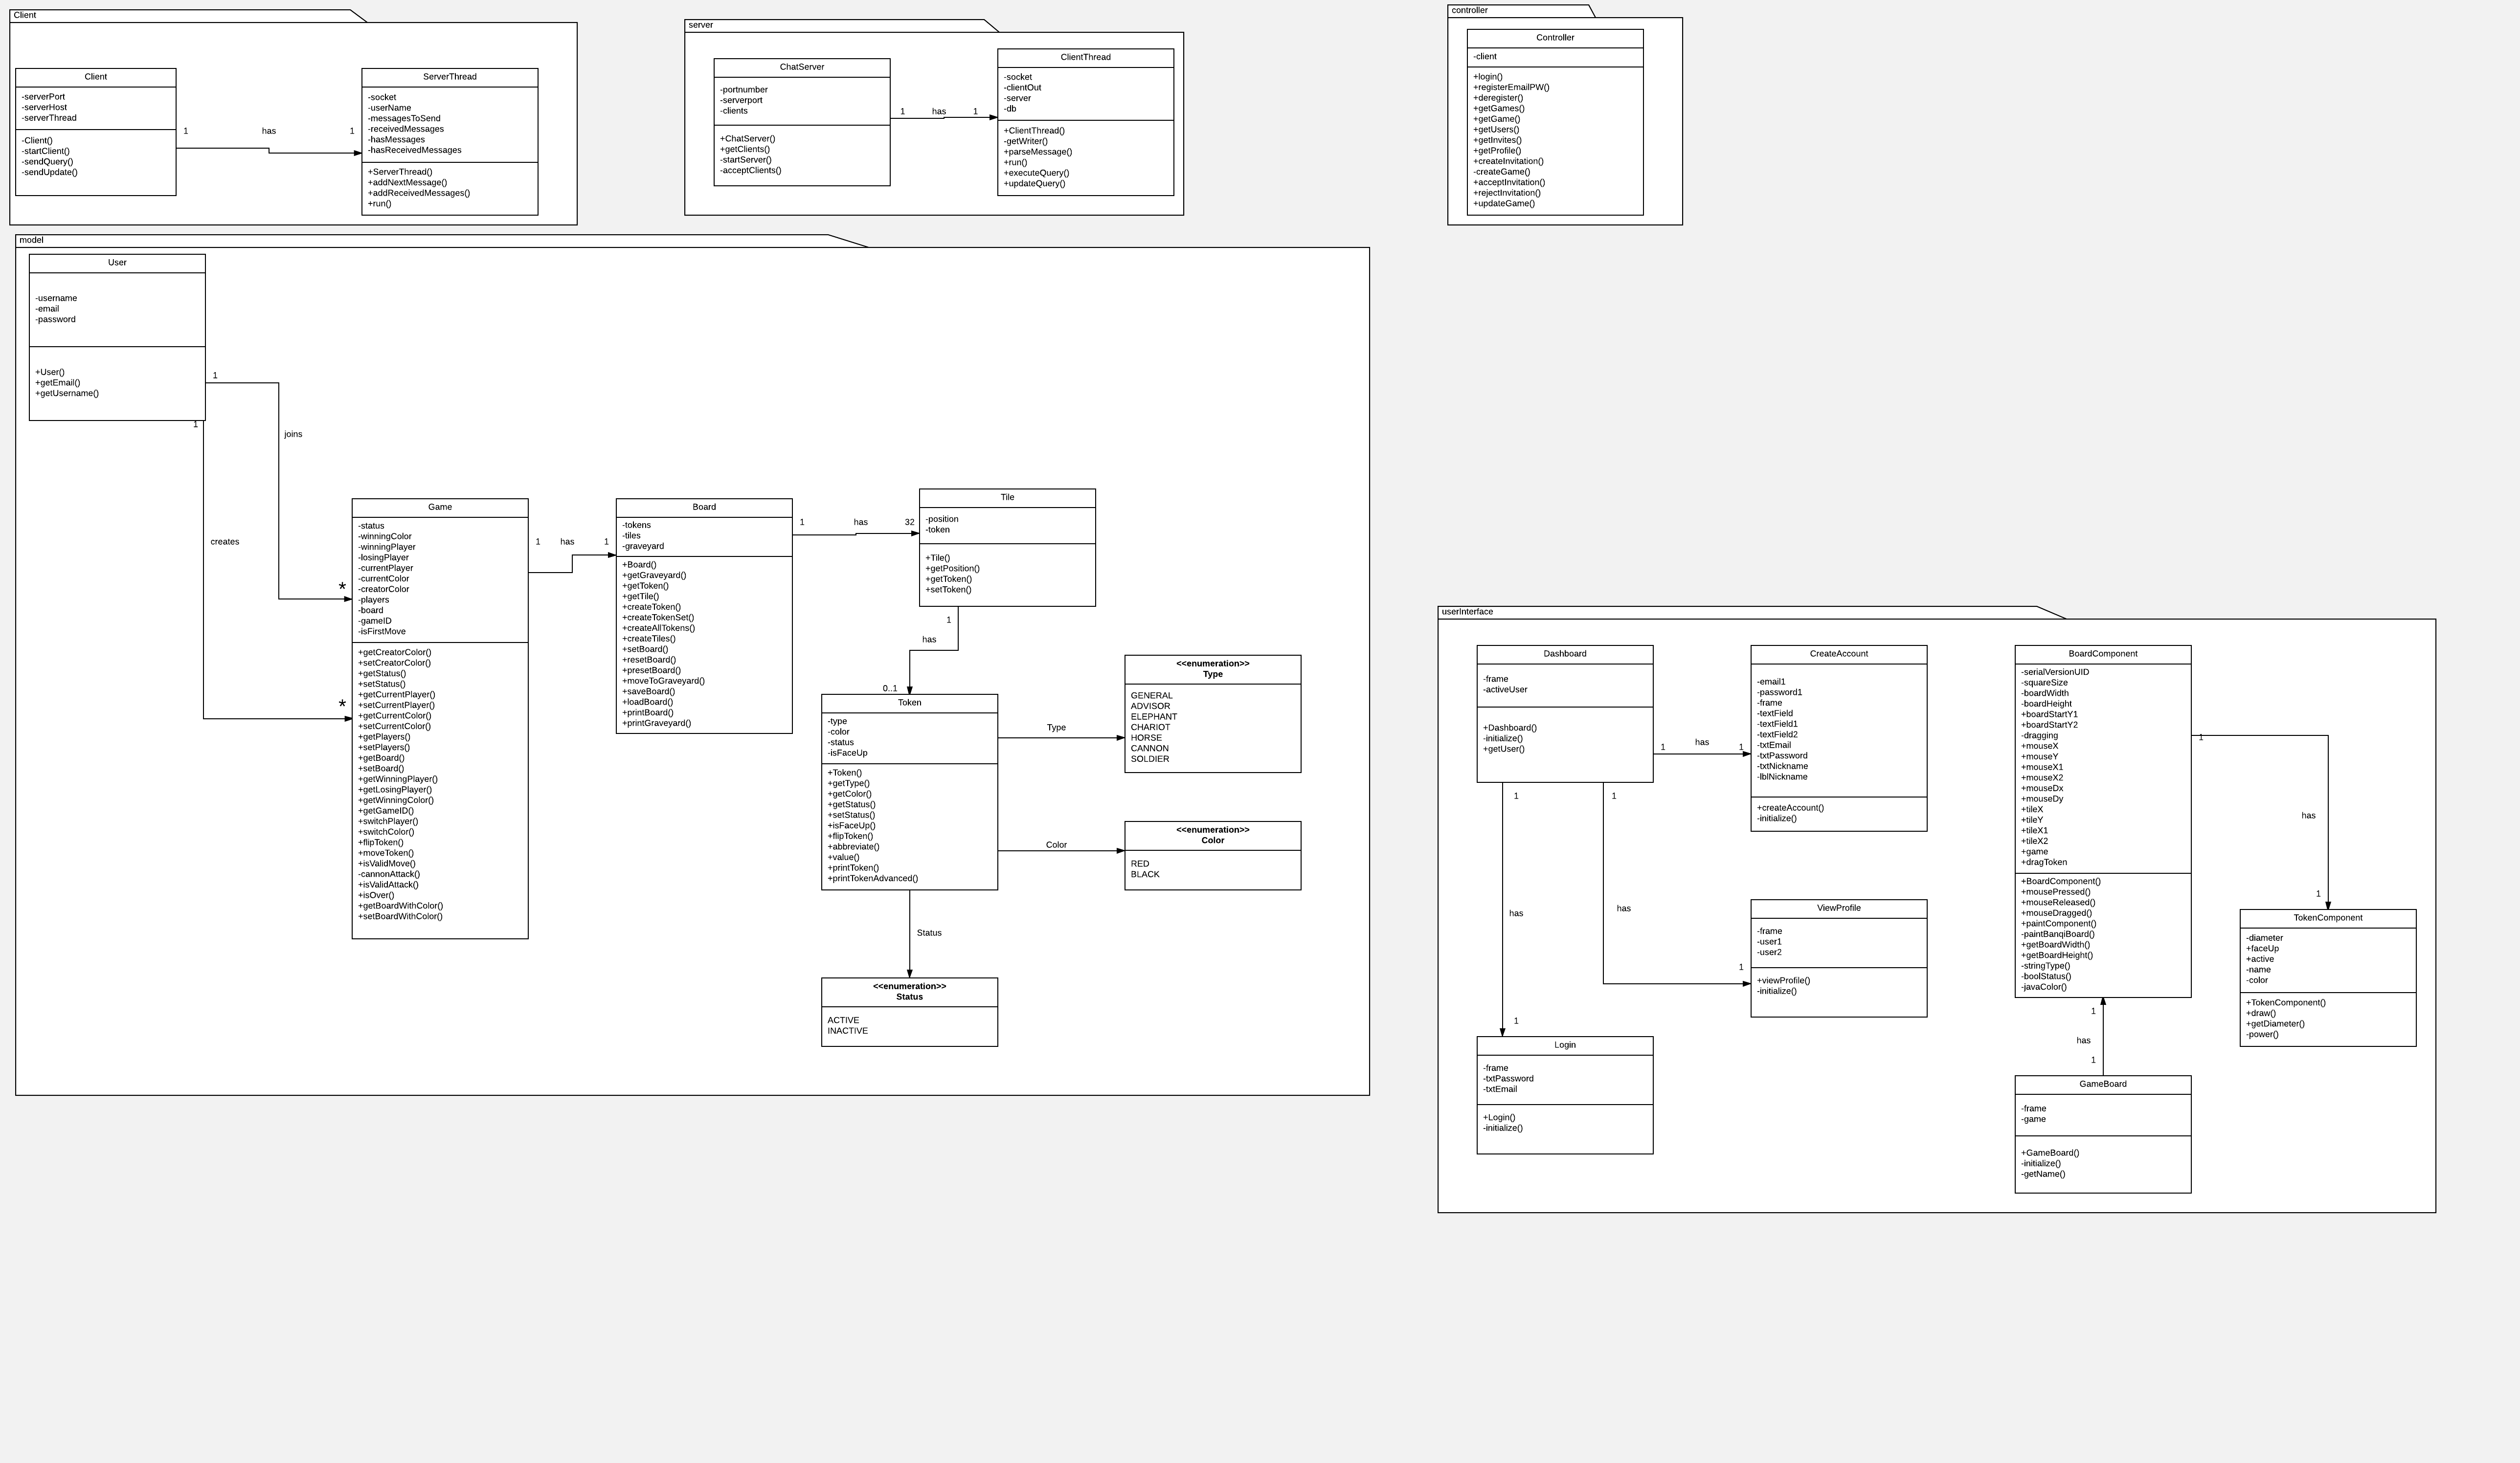 Client
Client
-serverPort
-serverHost
-serverThread
-Client()
-startClient()
-sendQuery()
-sendUpdate()
1
has
1
ServerThread
-socket
-userName
-messagesToSend
-receivedMessages
-hasMessages
-hasReceivedMessages
+ServerThread()
+addNextMessage()
+addReceivedMessages()
+run()
server
ChatServer
-portnumber
-serverport
-clients
+ChatServer()
+getClients()
-startServer()
-acceptClients()
1
has
1
ClientThread
-socket
-clientOut
-server
-db
+ClientThread()
-getWriter()
+parseMessage()
+run()
+executeQuery()
+updateQuery()
controller
Controller
-client
+login()
+registerEmailPW()
+deregister()
+getGames()
+getGame()
+getUsers()
+getInvites()
+getProfile()
+createInvitation()
-createGame()
+acceptInvitation()
+rejectInvitation()
+updateGame()
model
User
-username
-email
-password
+User()
+getEmail()
+getUsername()
1
joins
*
1
creates
*
Game
-status
-winningColor
-winningPlayer
-losingPlayer
-currentPlayer
-currentColor
-creatorColor
-players
-board
-gameID
-isFirstMove
+getCreatorColor()
+setCreatorColor()
+getStatus()
+setStatus()
+getCurrentPlayer()
+setCurrentPlayer()
+getCurrentColor()
+setCurrentColor()
+getPlayers()
+setPlayers()
+getBoard()
+setBoard()
+getWinningPlayer()
+getLosingPlayer()
+getWinningColor()
+getGameID()
+switchPlayer()
+switchColor()
+flipToken()
+moveToken()
+isValidMove()
-cannonAttack()
+isValidAttack()
+isOver()
+getBoardWithColor()
+setBoardWithColor()
1
has
1
Board
-tokens
-tiles
-graveyard
+Board()
+getGraveyard()
+getToken()
+getTile()
+createToken()
+createTokenSet()
+createAllTokens()
+createTiles()
+setBoard()
+resetBoard()
+presetBoard()
+moveToGraveyard()
+saveBoard()
+loadBoard()
+printBoard()
+printGraveyard()
1
has
32
Tile
-position
-token
+Tile()
+getPosition()
+getToken()
+setToken()
1
has
0..1
Token
-type
-color
-status
-isFaceUp
+Token()
+getType()
+getColor()
+getStatus()
+setStatus()
+isFaceUp()
+flipToken()
+abbreviate()
+value()
+printToken()
+printTokenAdvanced()
Type
<<enumeration>>
Type
GENERAL
ADVISOR
ELEPHANT
CHARIOT
HORSE
CANNON
SOLDIER
Color
<<enumeration>>
Color
RED
BLACK
Status
<<enumeration>>
Status
ACTIVE
INACTIVE
userInterface
Dashboard
-frame
-activeUser
+Dashboard()
-initialize()
+getUser()
1
has
1
CreateAccount
-email1
-password1
-frame
-textField
-textField1
-textField2
-txtEmail
-txtPassword
-txtNickname
-lblNickname
+createAccount()
-initialize()
1
has
1
1
has
1
ViewProfile
-frame
-user1
-user2
+viewProfile()
-initialize()
Login
-frame
-txtPassword
-txtEmail
+Login()
-initialize()
BoardComponent
-serialVersionUID
-squareSize
-boardWidth
-boardHeight
+boardStartY1
+boardStartY2
-dragging
+mouseX
+mouseY
+mouseX1
+mouseX2
+mouseDx
+mouseDy
+tileX
+tileY
+tileX1
+tileX2
+game
+dragToken
+BoardComponent()
+mousePressed()
+mouseReleased()
+mouseDragged()
+paintComponent()
-paintBanqiBoard()
+getBoardWidth()
+getBoardHeight()
-stringType()
-boolStatus()
-javaColor()
1
has
1
TokenComponent
-diameter
+faceUp
+active
-name
-color
+TokenComponent()
+draw()
+getDiameter()
-power()
1
has
1
GameBoard
-frame
-game
+GameBoard()
-initialize()
-getName()